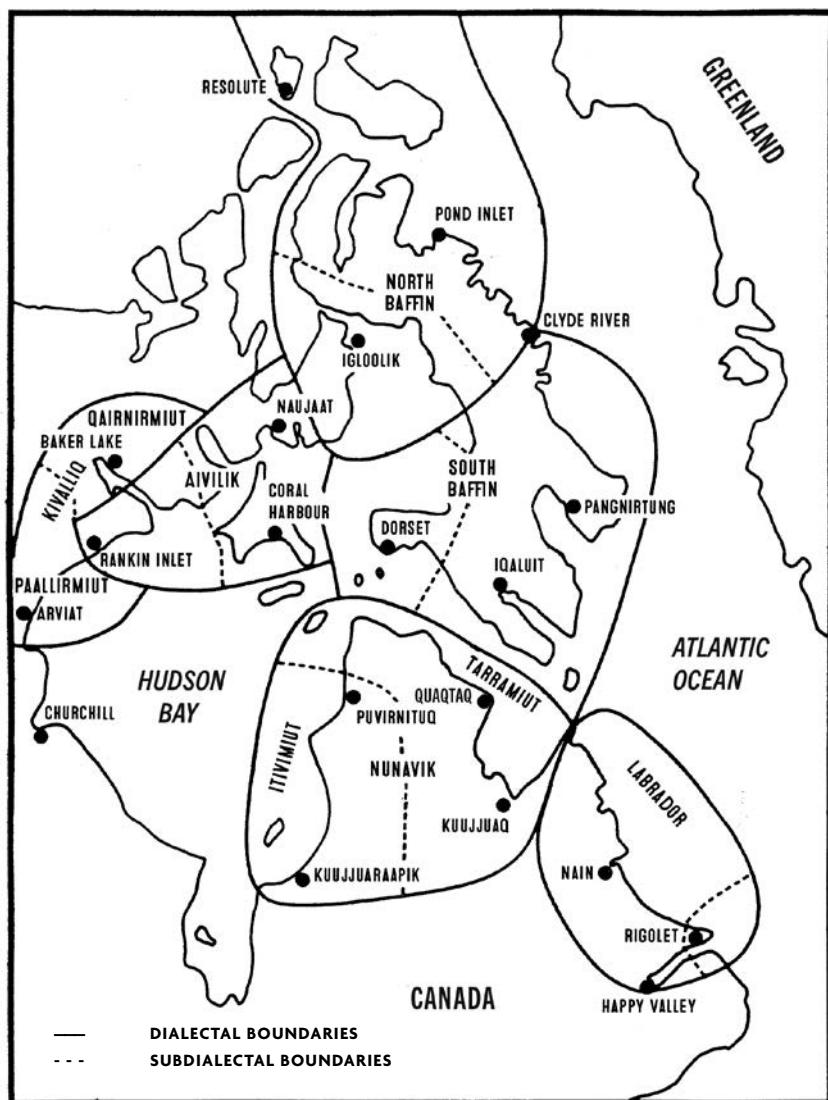 RESOLUTE
GREENLAND
POND INLET
NORTH
BAFFIN
CLYDE RIVER
IGLOOLIK
NAUJAAT
QAIRNIRMIUT
BAKER LAKE
KIVALLIQ
AIVILIK
CORAL
HARBOUR
SOUTH
BAFFIN
PANGNIRTUNG
DORSET
RANKIN INLET
IQALUIT
PAALLIRMIUT
ARVIAT
ATLANTIC
OCEAN
HUDSON
BAY
TARRAMIUT
QUAQTAQ
PUVIRNITUQ
CHURCHILL
ITIVIMIUT
NUNAVIK
LABRADOR
KUUJJUAQ
NAIN
KUUJJUARAAPIK
RIGOLET
CANADA
HAPPY VALLEY
DIALECTAL BOUNDARIES
SUBDIALECTAL BOUNDARIES